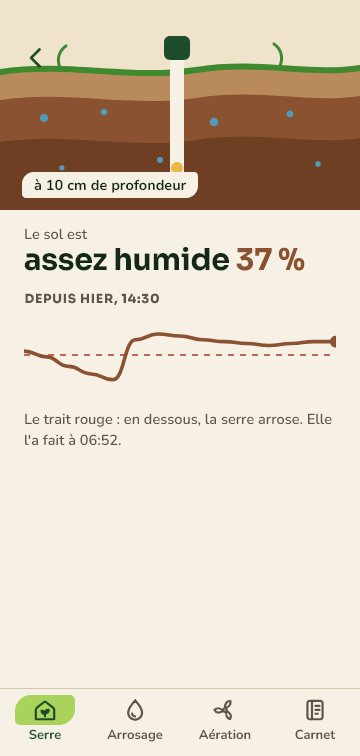 à 10 cm de profondeur
Le sol est
assez humide 37 %
DEPUIS HIER, 14:30
Le trait rouge : en dessous, la serre arrose. Elle
l'a fait à 06:52.
Serre
Arrosage
Aération
Carnet